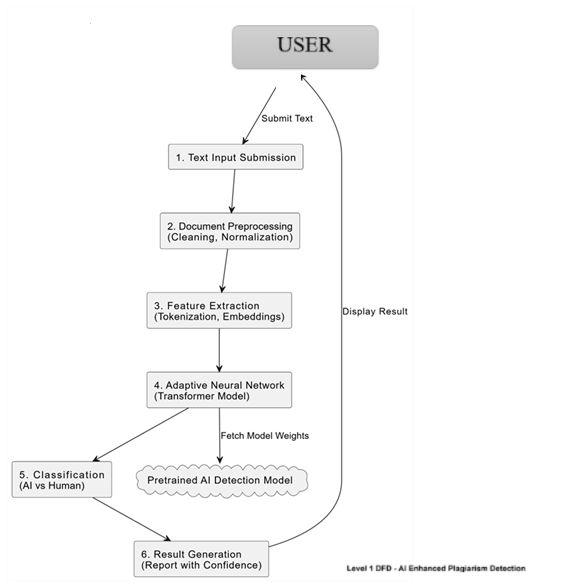 USER
Submit Text
1. Text Input Submission
2. Document Preprocessing
(Cleaning, Normalization)
3. Feature Extraction
(Tokenization, Embeddings)
Display Result
4. Adaptive Neural Network
(Transformer Model)
Fetch Model Weights
5. Classification
(AI vs Human)
Pretrained AI Detection Model
6. Result Generation
(Report with Confidence)
Level 1 DFD - AI Enhanced Plagiarism Detection